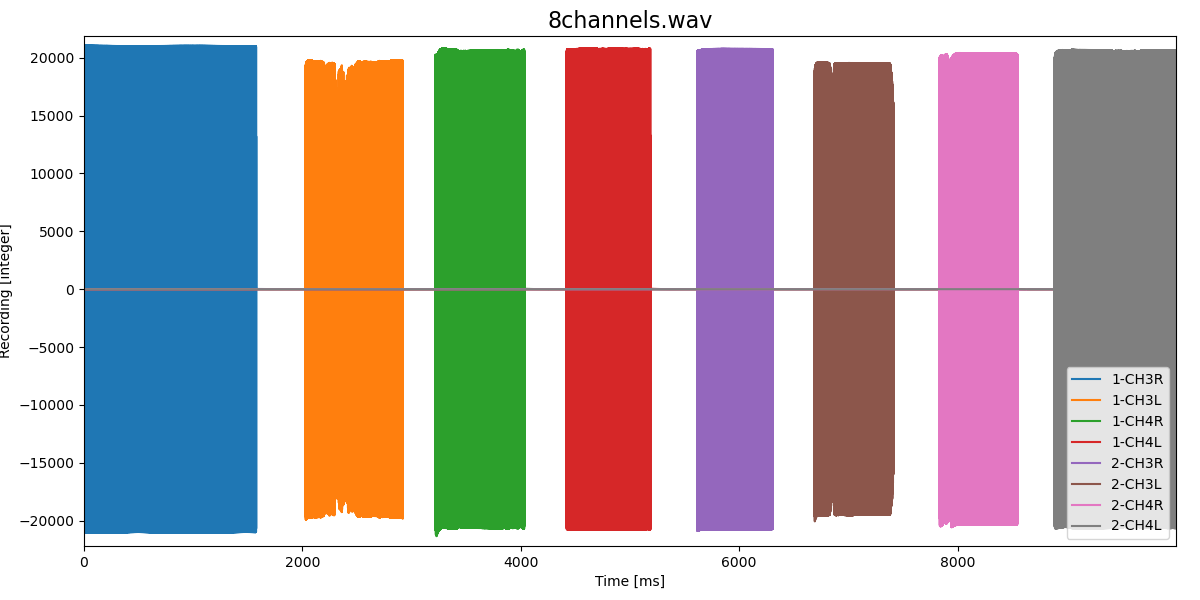 8channels.wav
Recording [integer]
20000
15000
10000
5000
0
−5000
−10000
−15000
−20000
0
2000
4000
6000
8000
Time [ms]
1-CH3R
1-CH3L
1-CH4R
1-CH4L
2-CH3R
2-CH3L
2-CH4R
2-CH4L